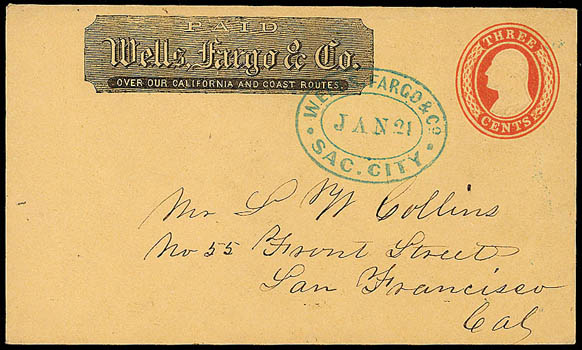 PAID
Wells, Fargo & Co.
OVER OUR CALIFORNIA AND COAST ROUTES.
THREE
CENTS
WELLS, FARGO & Co
JAN 21
SAC. CITY
Mr S W Collins
No 55 Front Street
San Francisco
Cal